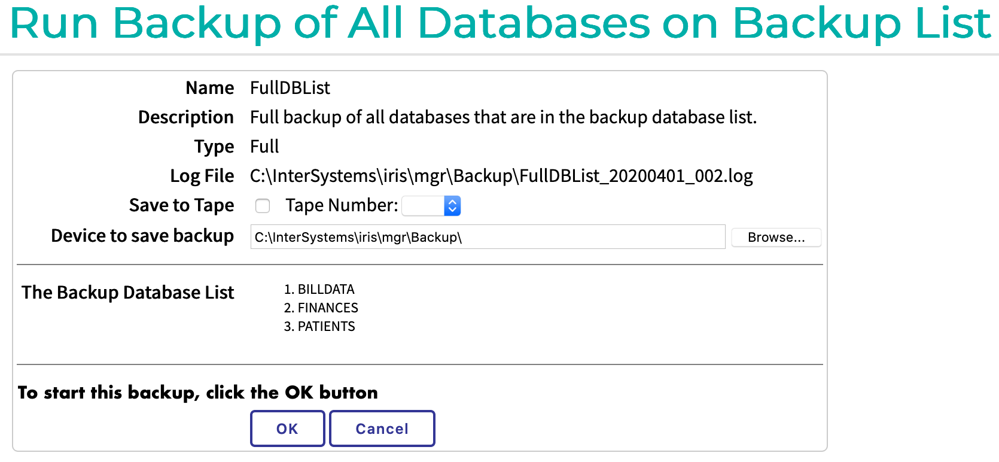 Run Backup of All Databases on Backup List
Name FullDBList
Description Full backup of all databases that are in the backup database list.
Type Full
Log File C:\InterSystems\iris\mgr\Backup\FullDBList_20200401_002.log
Save to Tape Tape Number:
Device to save backup C:\InterSystems\iris\mgr\Backup\ Browse...
The Backup Database List 1. BILLDATA
2. FINANCES
3. PATIENTS
To start this backup, click the OK button
OK Cancel